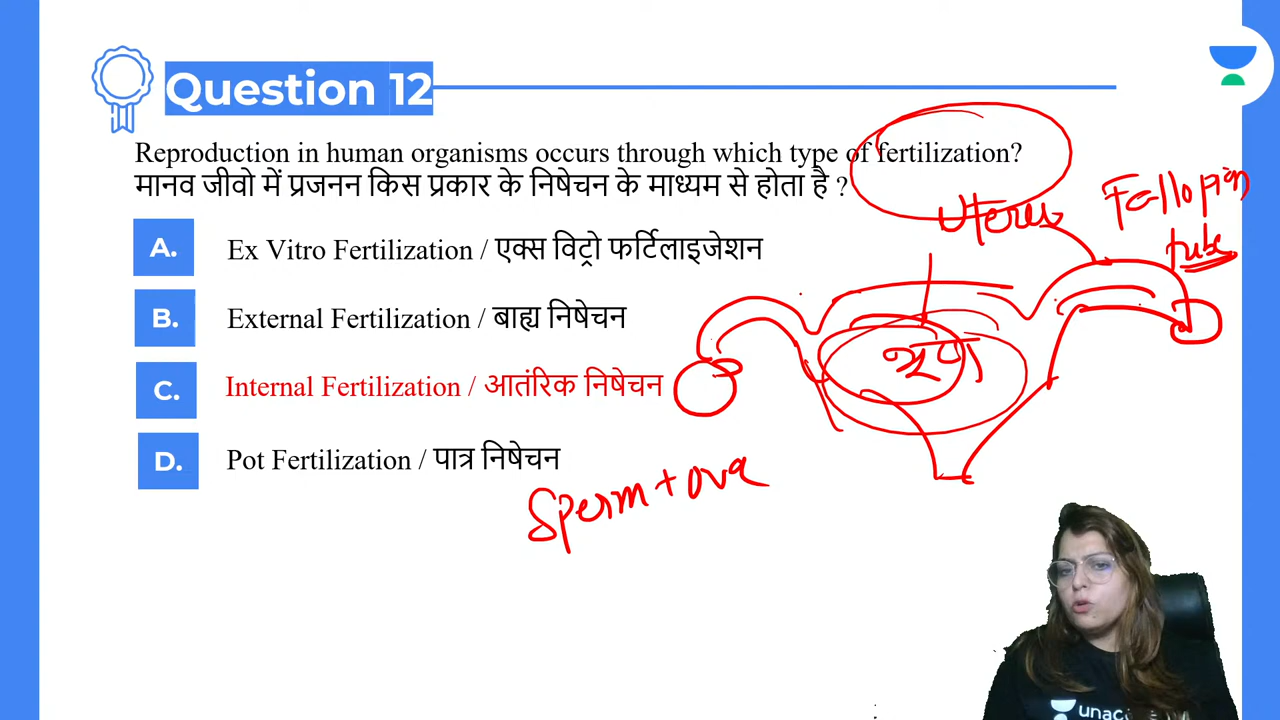 Question 12
Reproduction in human organisms occurs through which type of fertilization?
मानव जीवो में प्रजनन किस प्रकार के निषेचन के माध्यम से होता है ?
A. Ex Vitro Fertilization / एक्स विट्रो फर्टिलाइजेशन
B. External Fertilization / बाह्य निषेचन
C. Internal Fertilization / आतंरिक निषेचन
D. Pot Fertilization / पात्र निषेचन
Uterus
Fallopian
tube
भ्रूण
Sperm + Ova